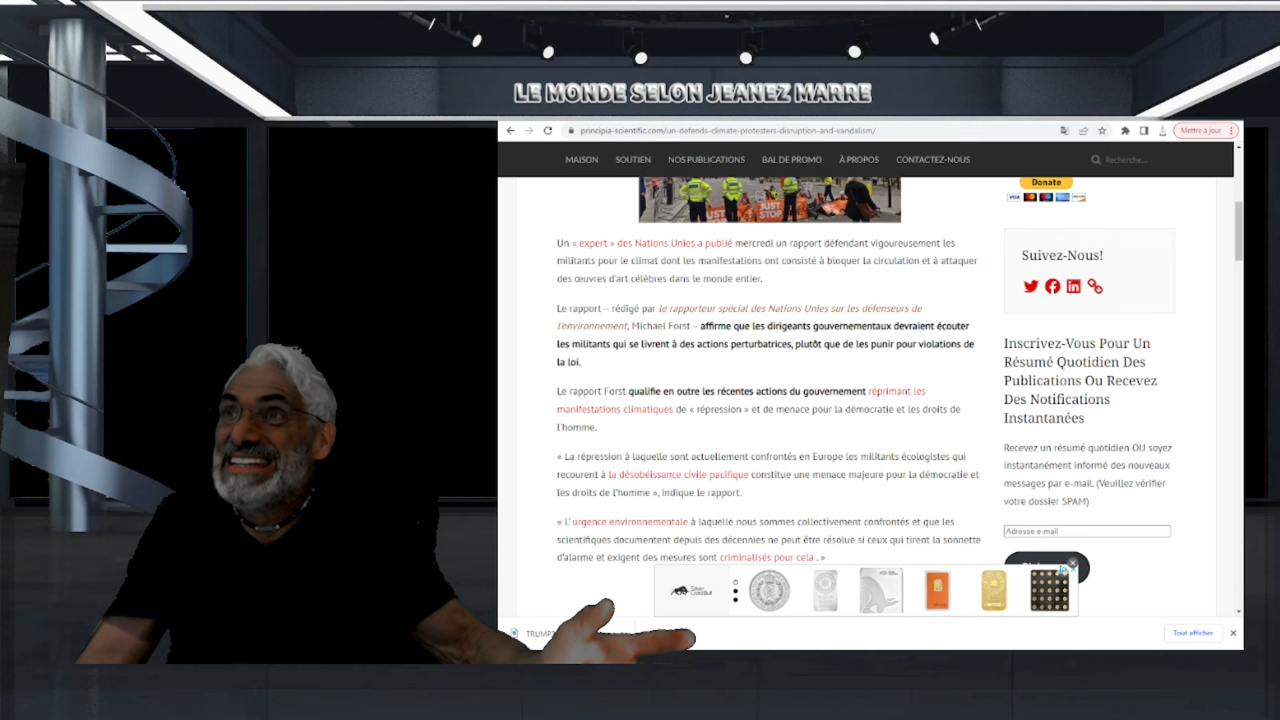 LE MONDE SELON JEANEZ MARRE
principia-scientific.com/un-defends-climate-protesters-disruption-and-vandalism/
Mettre à jour
MAISON SOUTIEN NOS PUBLICATIONS BAL DE PROMO À PROPOS CONTACTEZ-NOUS
Recherche...
JUST STOP
Un « expert » des Nations Unies a publié mercredi un rapport défendant vigoureusement les
militants pour le climat dont les manifestations ont consisté à bloquer la circulation et à attaquer
des œuvres d'art célèbres dans le monde entier.
Le rapport – rédigé par le rapporteur spécial des Nations Unies sur les défenseurs de
l'environnement, Michael Forst – affirme que les dirigeants gouvernementaux devraient écouter
les militants qui se livrent à des actions perturbatrices, plutôt que de les punir pour violations de
la loi.
Le rapport Forst qualifie en outre les récentes actions du gouvernement réprimant les
manifestations climatiques de « répression » et de menace pour la démocratie et les droits de
l'homme.
« La répression à laquelle sont actuellement confrontés en Europe les militants écologistes qui
recourent à la désobéissance civile pacifique constitue une menace majeure pour la démocratie et
les droits de l'homme », indique le rapport.
« L' urgence environnementale à laquelle nous sommes collectivement confrontés et que les
scientifiques documentent depuis des décennies ne peut être résolue si ceux qui tirent la sonnette
d'alarme et exigent des mesures sont criminalisés pour cela . »
Donate
VISA
Suivez-Nous!
Inscrivez-Vous Pour Un
Résumé Quotidien Des
Publications Ou Recevez
Des Notifications
Instantanées
Recevez un résumé quotidien OU soyez
instantanément informé des nouveaux
messages par e-mail. (Veuillez vérifier
votre dossier SPAM)
Adresse e-mail
Silver Gold Bull
TRUMP
Tout afficher